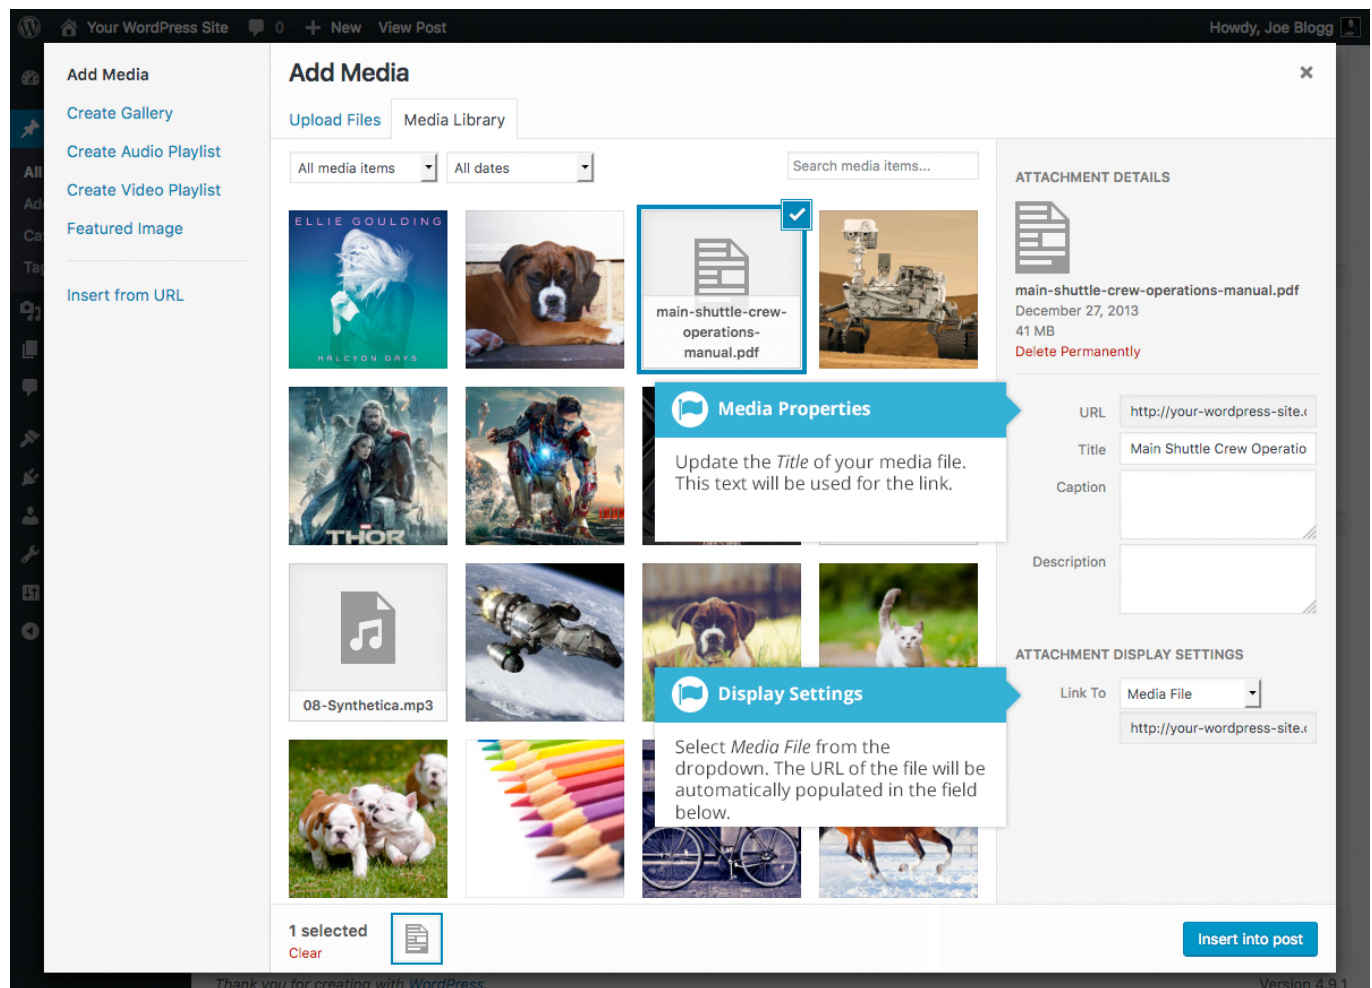 Your WordPress Site 0 New View Post Howdy, Joe Blogg
Add Media
Create Gallery
Create Audio Playlist
Create Video Playlist
Featured Image
Insert from URL
All
Add
Cat
Tag
Add Media
Upload Files Media Library
All media items All dates Search media items...
ELLIE GOULDING
HALCYON DAYS
main-shuttle-crew-
operations-
manual.pdf
MARVEL
THOR
08-Synthetica.mp3
Media Properties
Update the Title of your media file.
This text will be used for the link.
Display Settings
Select Media File from the
dropdown. The URL of the file will be
automatically populated in the field
below.
ATTACHMENT DETAILS
main-shuttle-crew-operations-manual.pdf
December 27, 2013
41 MB
Delete Permanently
URL http://your-wordpress-site.c
Title Main Shuttle Crew Operatio
Caption
Description
ATTACHMENT DISPLAY SETTINGS
Link To Media File
http://your-wordpress-site.c
1 selected
Clear
Insert into post
Thank you for creating with WordPress. Version 4.9.1